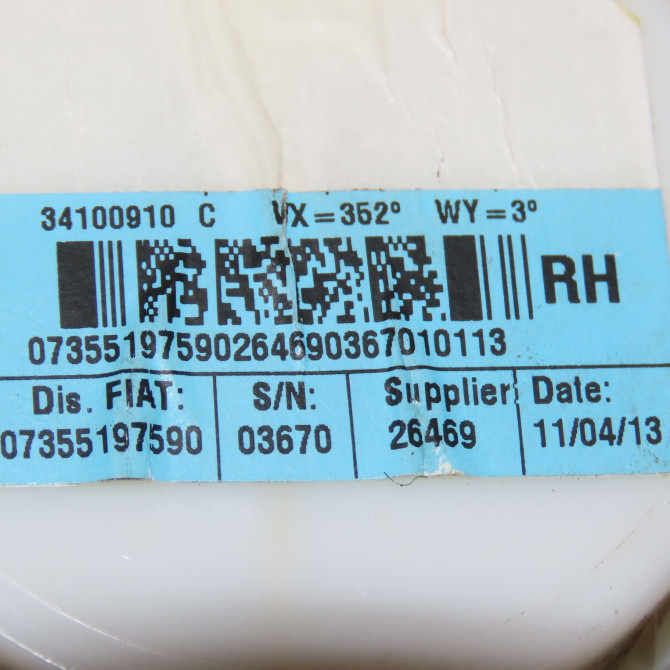 34100910 C VX=352° WY=3°
RH
07355197590264690367010113
Dis. FIAT: S/N: Supplier: Date:
07355197590 03670 26469 11/04/13